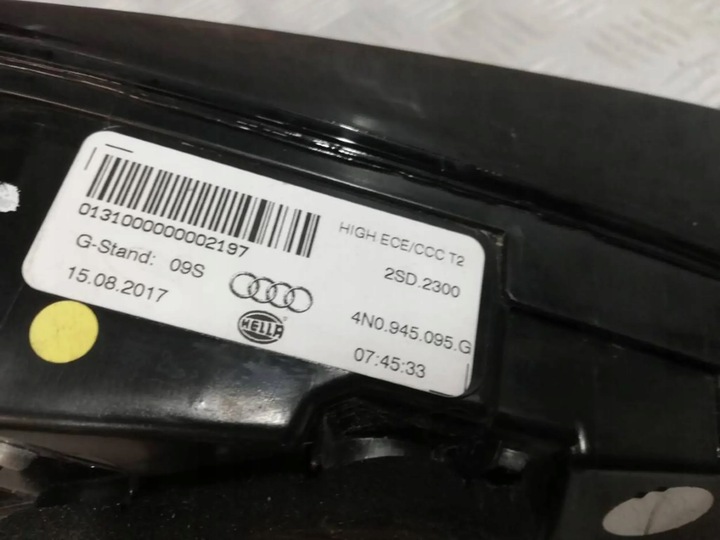 0131000000002197
G-Stand: 09S
15.08.2017
HELLA
HIGH ECE/CCC T2
2SD.2300
4N0.945.095.G
07:45:33